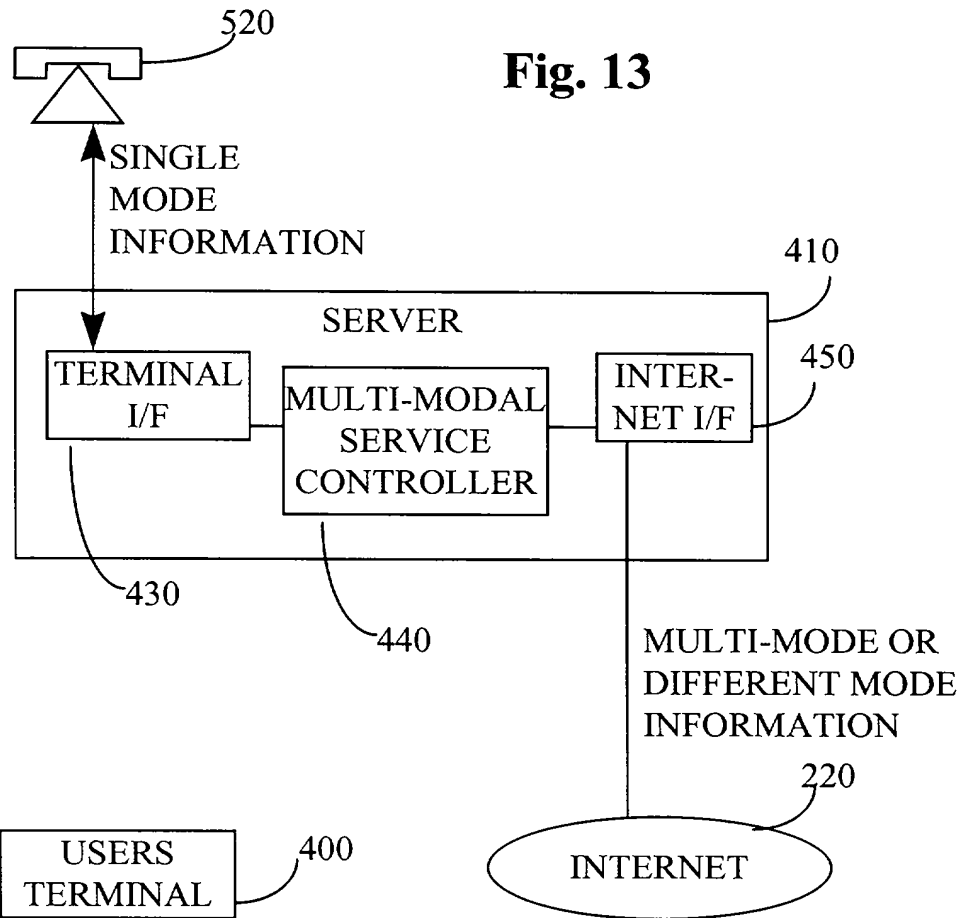 520
Fig. 13
SINGLE
MODE
INFORMATION
410
SERVER
TERMINAL
I/F
MULTI-MODAL
SERVICE
CONTROLLER
INTER-
NET I/F
450
430
440
MULTI-MODE OR
DIFFERENT MODE
INFORMATION
220
USERS
TERMINAL
400
INTERNET